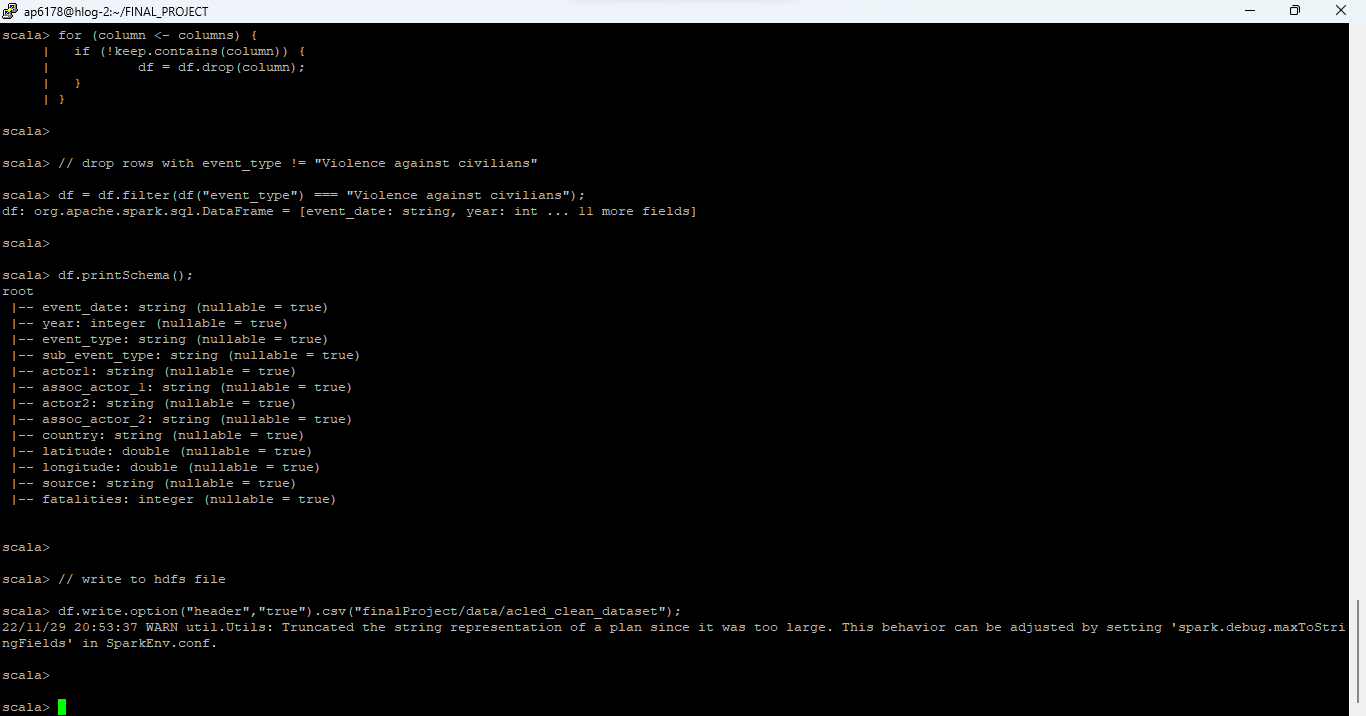 ap6178@hlog-2:~/FINAL_PROJECT
scala> for (column <- columns) {
     |   if (!keep.contains(column)) {
     |           df = df.drop(column);
     |   }
     | }
scala>
scala> // drop rows with event_type != "Violence against civilians"
scala> df = df.filter(df("event_type") === "Violence against civilians");
df: org.apache.spark.sql.DataFrame = [event_date: string, year: int ... 11 more fields]
scala>
scala> df.printSchema();
root
 |-- event_date: string (nullable = true)
 |-- year: integer (nullable = true)
 |-- event_type: string (nullable = true)
 |-- sub_event_type: string (nullable = true)
 |-- actor1: string (nullable = true)
 |-- assoc_actor_1: string (nullable = true)
 |-- actor2: string (nullable = true)
 |-- assoc_actor_2: string (nullable = true)
 |-- country: string (nullable = true)
 |-- latitude: double (nullable = true)
 |-- longitude: double (nullable = true)
 |-- source: string (nullable = true)
 |-- fatalities: integer (nullable = true)
scala>
scala> // write to hdfs file
scala> df.write.option("header","true").csv("finalProject/data/acled_clean_dataset");
22/11/29 20:53:37 WARN util.Utils: Truncated the string representation of a plan since it was too large. This behavior can be adjusted by setting 'spark.debug.maxToStri
ngFields' in SparkEnv.conf.
scala>
scala>